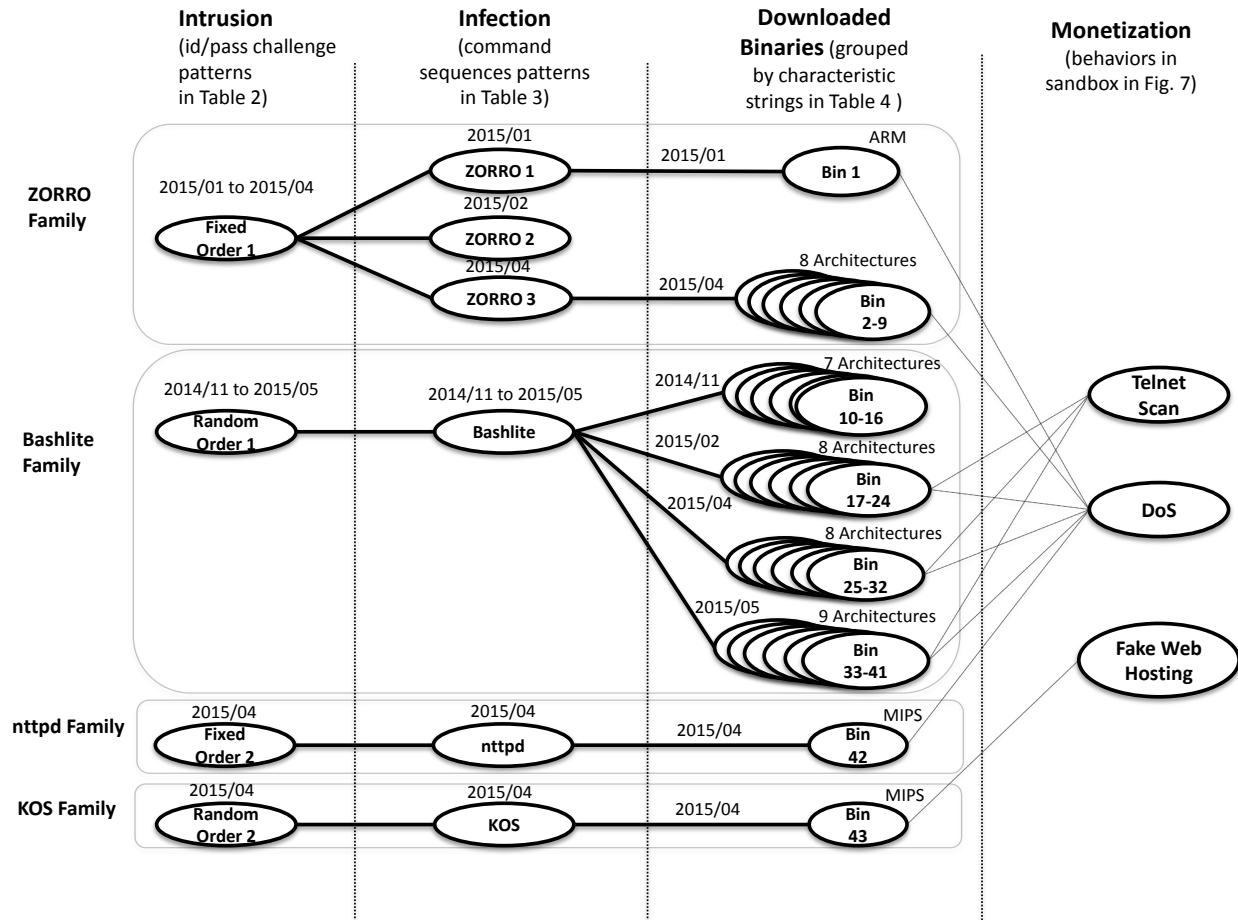 Intrusion
(id/pass challenge
patterns
in Table 2)
Infection
(command
sequences patterns
in Table 3)
Downloaded
Binaries (grouped
by characteristic
strings in Table 4 )
Monetization
(behaviors in
sandbox in Fig. 7)
ZORRO
Family
2015/01 to 2015/04
Fixed
Order 1
2015/01
ZORRO 1
2015/02
ZORRO 2
2015/04
ZORRO 3
2015/01
ARM
Bin 1
2015/04
8 Architectures
Bin
2-9
Bashlite
Family
2014/11 to 2015/05
Random
Order 1
2014/11 to 2015/05
Bashlite
2014/11
7 Architectures
Bin
10-16
2015/02
8 Architectures
Bin
17-24
2015/04
8 Architectures
Bin
25-32
2015/05
9 Architectures
Bin
33-41
Telnet
Scan
DoS
Fake Web
Hosting
nttpd Family
2015/04
Fixed
Order 2
2015/04
nttpd
2015/04
MIPS
Bin
42
KOS Family
2015/04
Random
Order 2
2015/04
KOS
2015/04
MIPS
Bin
43